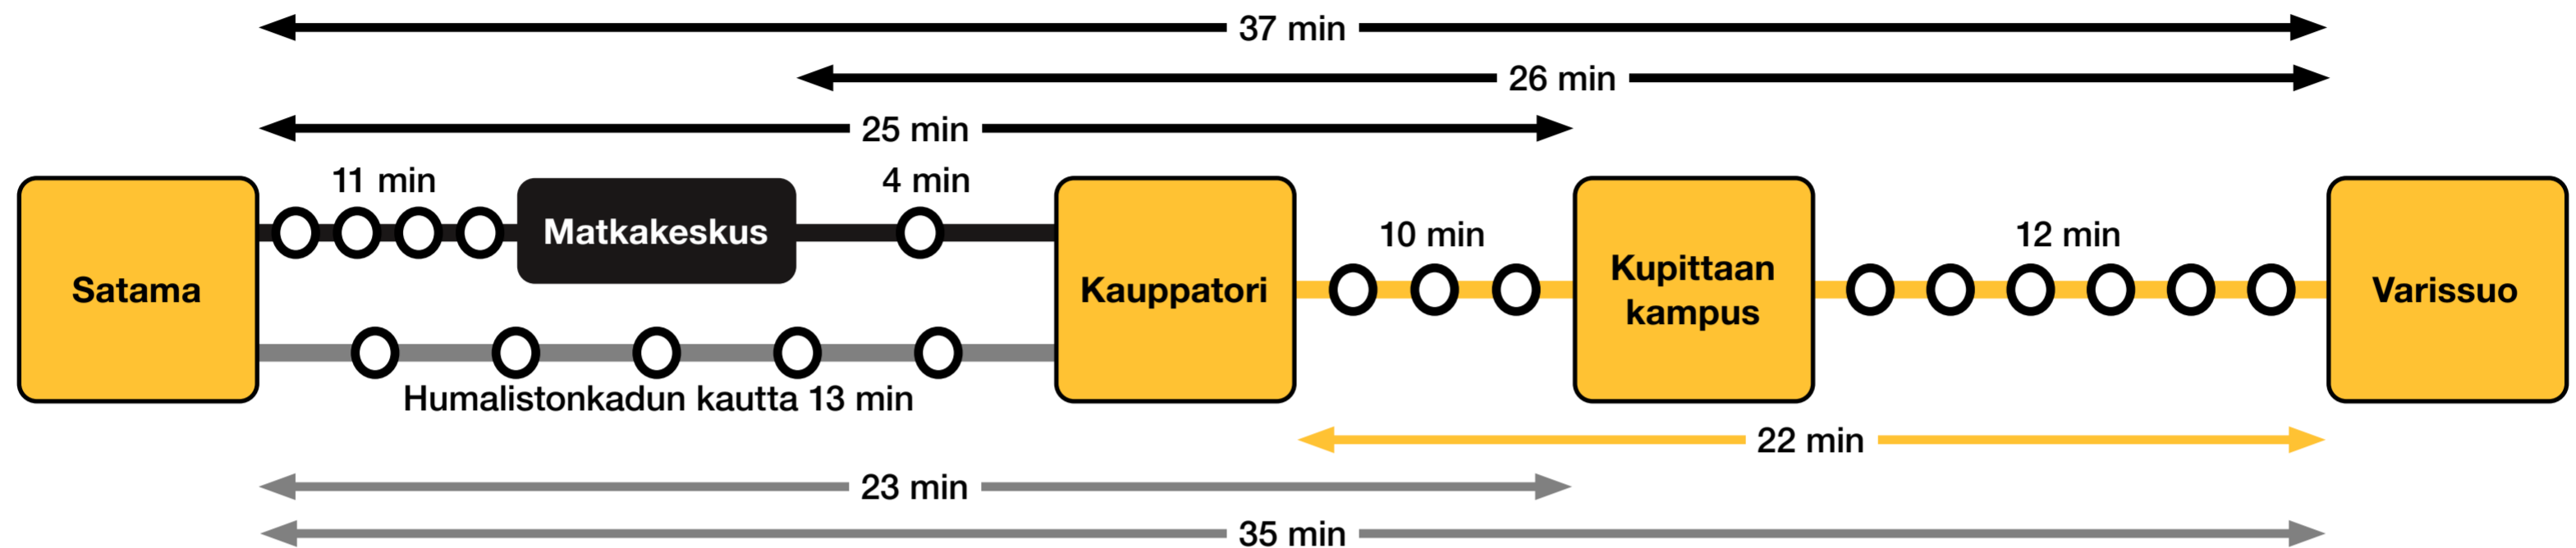 37 min
26 min
25 min
11 min
4 min
Matkakeskus
Satama
Kauppatori
10 min
Kupittaan
kampus
12 min
Varissuo
Humalistonkadun kautta 13 min
22 min
23 min
35 min